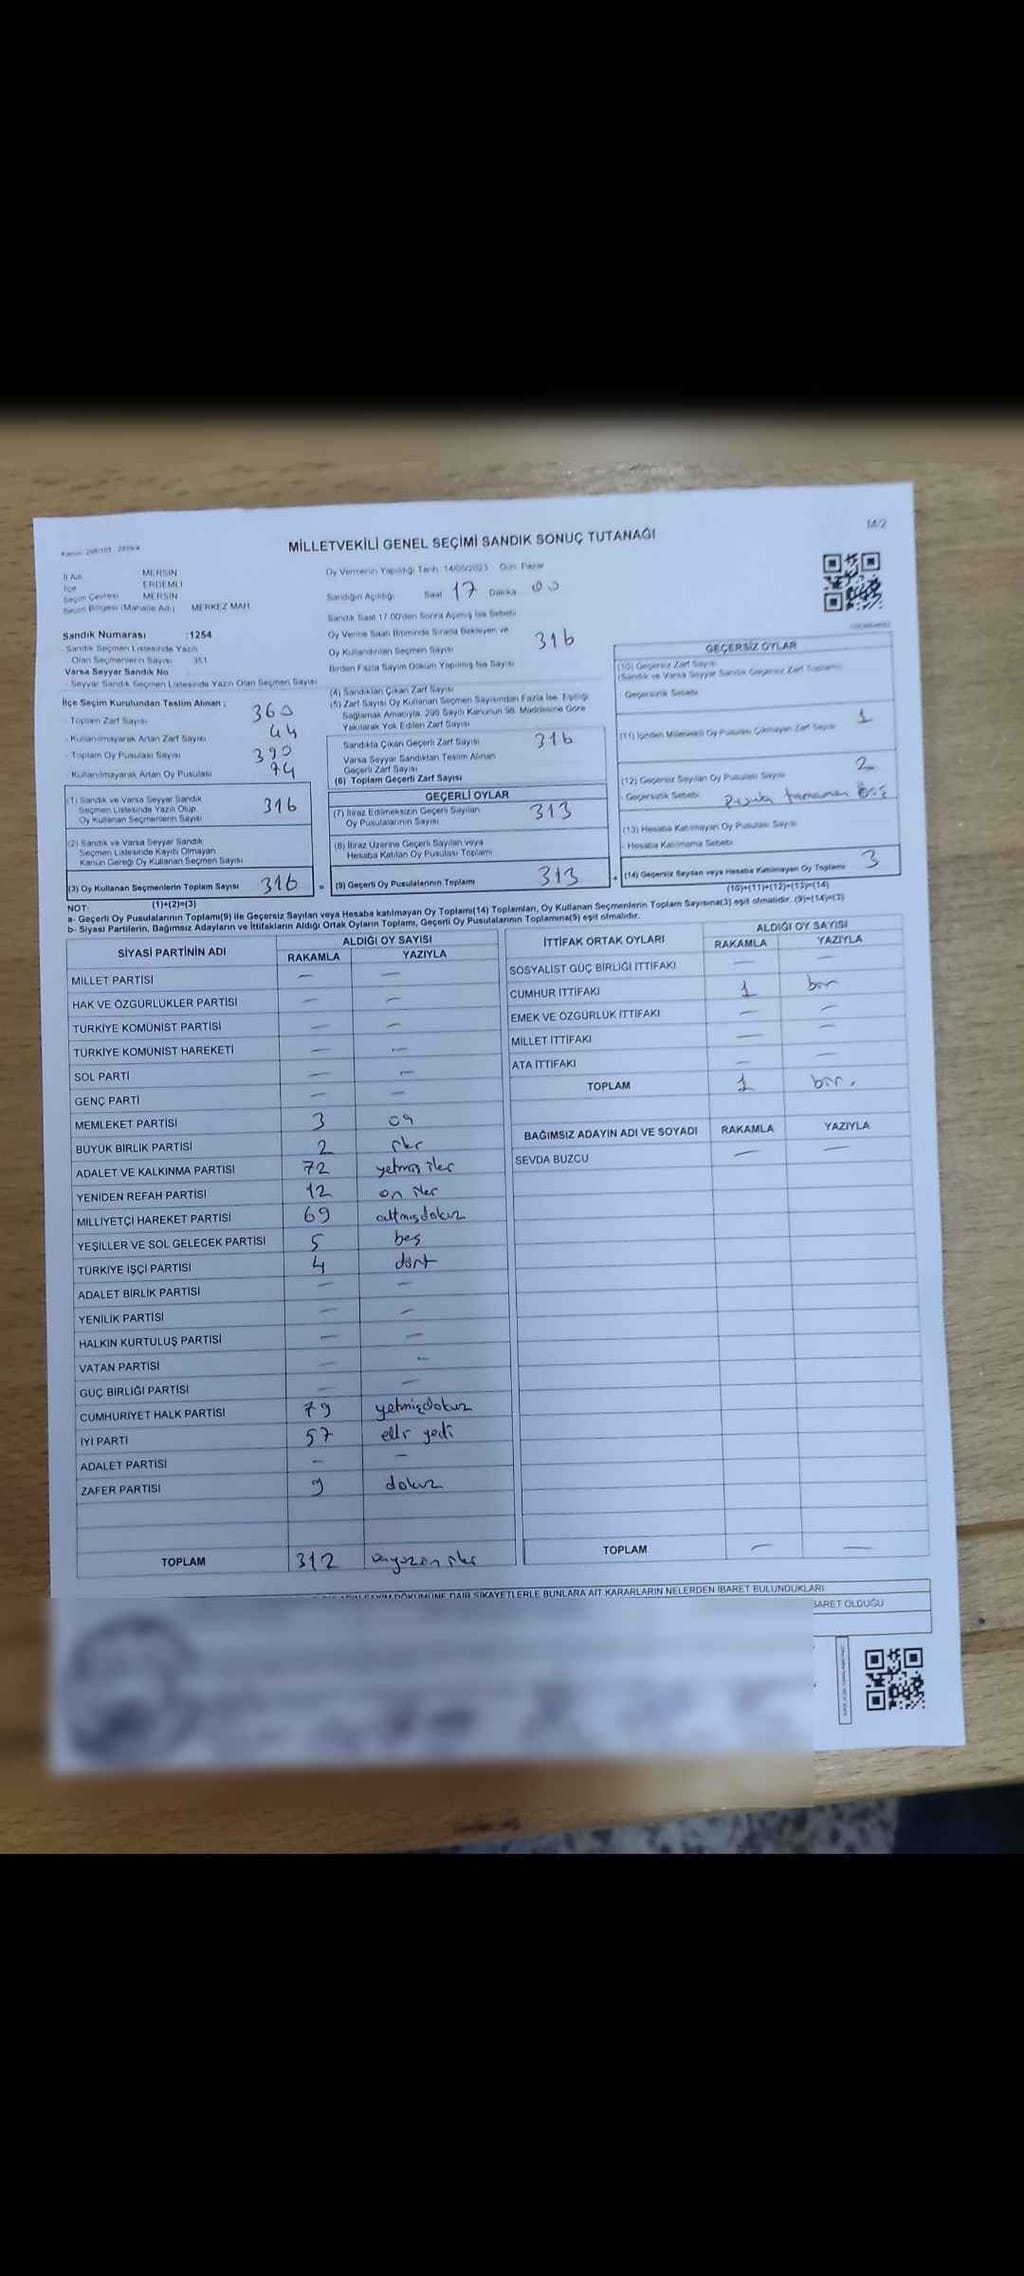 M/2
MİLLETVEKİLİ GENEL SEÇİMİ SANDIK SONUÇ TUTANAĞI
İl Adı MERSİN
İlçe ERDEMLİ
Seçim Çevresi MERSİN
Seçim Bölgesi (Mahalle Adı) MERKEZ MAH
Sandık Numarası :1254
Sandık Seçmen Listesinde Yazılı
Olan Seçmenlerin Sayısı 351
Varsa Seyyar Sandık No
Seyyar Sandık Seçmen Listesinde Yazılı Olan Seçmen Sayısı
İlçe Seçim Kurulundan Teslim Alınan ;
- Toplam Zarf Sayısı 360
- Kullanılmayarak Artan Zarf Sayısı 44
- Toplam Oy Pusulası Sayısı 390
- Kullanılmayarak Artan Oy Pusulası 74
(1) Sandık ve Varsa Seyyar Sandık
Seçmen Listesinde Yazılı Olup
Oy Kullanan Seçmenlerin Sayısı 316
(2) Sandık ve Varsa Seyyar Sandık
Seçmen Listesinde Kayıtlı Olmayan
Kanun Gereği Oy Kullanan Seçmen Sayısı
(3) Oy Kullanan Seçmenlerin Toplam Sayısı 316 =
(1)+(2)=(3)
Oy Vermenin Yapıldığı Tarih 14/05/2023 Gün: Pazar
Sandığın Açıldığı Saat 17 Dakika 00
Sandık Saat 17.00'den Sonra Açılmış İse Sebebi
Oy Verme Saati Bitiminde Sırada Bekleyen ve
Oy Kullandırılan Seçmen Sayısı 316
Birden Fazla Sayım Döküm Yapılmış İse Sayısı
(4) Sandıktan Çıkan Zarf Sayısı
(5) Zarf Sayısı Oy Kullanan Seçmen Sayısından Fazla İse, Eşitliği
Sağlamak Amacıyla, 298 Sayılı Kanunun 98. Maddesine Göre
Yakılarak Yok Edilen Zarf Sayısı
Sandıkta Çıkan Geçerli Zarf Sayısı 316
Varsa Seyyar Sandıktan Teslim Alınan
Geçerli Zarf Sayısı
(6) Toplam Geçerli Zarf Sayısı
GEÇERLİ OYLAR
(7) İtiraz Edilmeksizin Geçerli Sayılan
Oy Pusulalarının Sayısı 313
(8) İtiraz Üzerine Geçerli Sayılan veya
Hesaba Katılan Oy Pusulası Toplamı
(9) Geçerli Oy Pusulalarının Toplamı 313 +
GEÇERSİZ OYLAR
(10) Geçersiz Zarf Sayısı
(Sandık ve Varsa Seyyar Sandık Geçersiz Zarf Toplamı)
Geçersizlik Sebebi
(11) İçinden Milletvekili Oy Pusulası Çıkmayan Zarf Sayısı 1
(12) Geçersiz Sayılan Oy Pusulası Sayısı 2
- Geçersizlik Sebebi tamamen boş
(13) Hesaba Katılmayan Oy Pusulası Sayısı
- Hesaba Katılmama Sebebi
(14) Geçersiz Sayılan veya Hesaba Katılmayan Oy Toplamı 3
(10)+(11)+(12)+(13)=(14)
NOT:
a- Geçerli Oy Pusulalarının Toplamı(9) ile Geçersiz Sayılan veya Hesaba katılmayan Oy Toplamı(14) Toplamları, Oy Kullanan Seçmenlerin Toplam Sayısına(3) eşit olmalıdır. (9)+(14)=(3)
b- Siyasi Partilerin, Bağımsız Adayların ve İttifakların Aldığı Ortak Oyların Toplamı, Geçerli Oy Pusulalarının Toplamına(9) eşit olmalıdır.
SİYASİ PARTİNİN ADI ALDIĞI OY SAYISI
RAKAMLA YAZIYLA
MİLLET PARTİSİ — —
HAK VE ÖZGÜRLÜKLER PARTİSİ — —
TÜRKİYE KOMÜNİST PARTİSİ — —
TÜRKİYE KOMÜNİST HAREKETİ — —
SOL PARTİ — —
GENÇ PARTİ — —
MEMLEKET PARTİSİ 3
BÜYÜK BİRLİK PARTİSİ 2 iki
ADALET VE KALKINMA PARTİSİ 72 yetmiş iki
YENİDEN REFAH PARTİSİ 12 on iki
MİLLİYETÇİ HAREKET PARTİSİ 69 altmışdokuz
YEŞİLLER VE SOL GELECEK PARTİSİ 5 beş
TÜRKİYE İŞÇİ PARTİSİ 4 dört
ADALET BİRLİK PARTİSİ — —
YENİLİK PARTİSİ — —
HALKIN KURTULUŞ PARTİSİ — —
VATAN PARTİSİ — —
GÜÇ BİRLİĞİ PARTİSİ — —
CUMHURİYET HALK PARTİSİ 79 yetmişdokuz
İYİ PARTİ 57 elli yedi
ADALET PARTİSİ — —
ZAFER PARTİSİ 9 dokuz
TOPLAM 312 üçyüzon iki
İTTİFAK ORTAK OYLARI ALDIĞI OY SAYISI
RAKAMLA YAZIYLA
SOSYALİST GÜÇ BİRLİĞİ İTTİFAKI — —
CUMHUR İTTİFAKI 1 bir
EMEK VE ÖZGÜRLÜK İTTİFAKI — —
MİLLET İTTİFAKI — —
ATA İTTİFAKI — —
TOPLAM 1 bir.
BAĞIMSIZ ADAYIN ADI VE SOYADI RAKAMLA YAZIYLA
SEVDA BUZCU — —
TOPLAM — —
SAYIM DÖKÜMÜNE DAİR ŞİKAYETLERLE BUNLARA AİT KARARLARIN NELERDEN İBARET BULUNDUKLARI
İBARET OLDUĞU